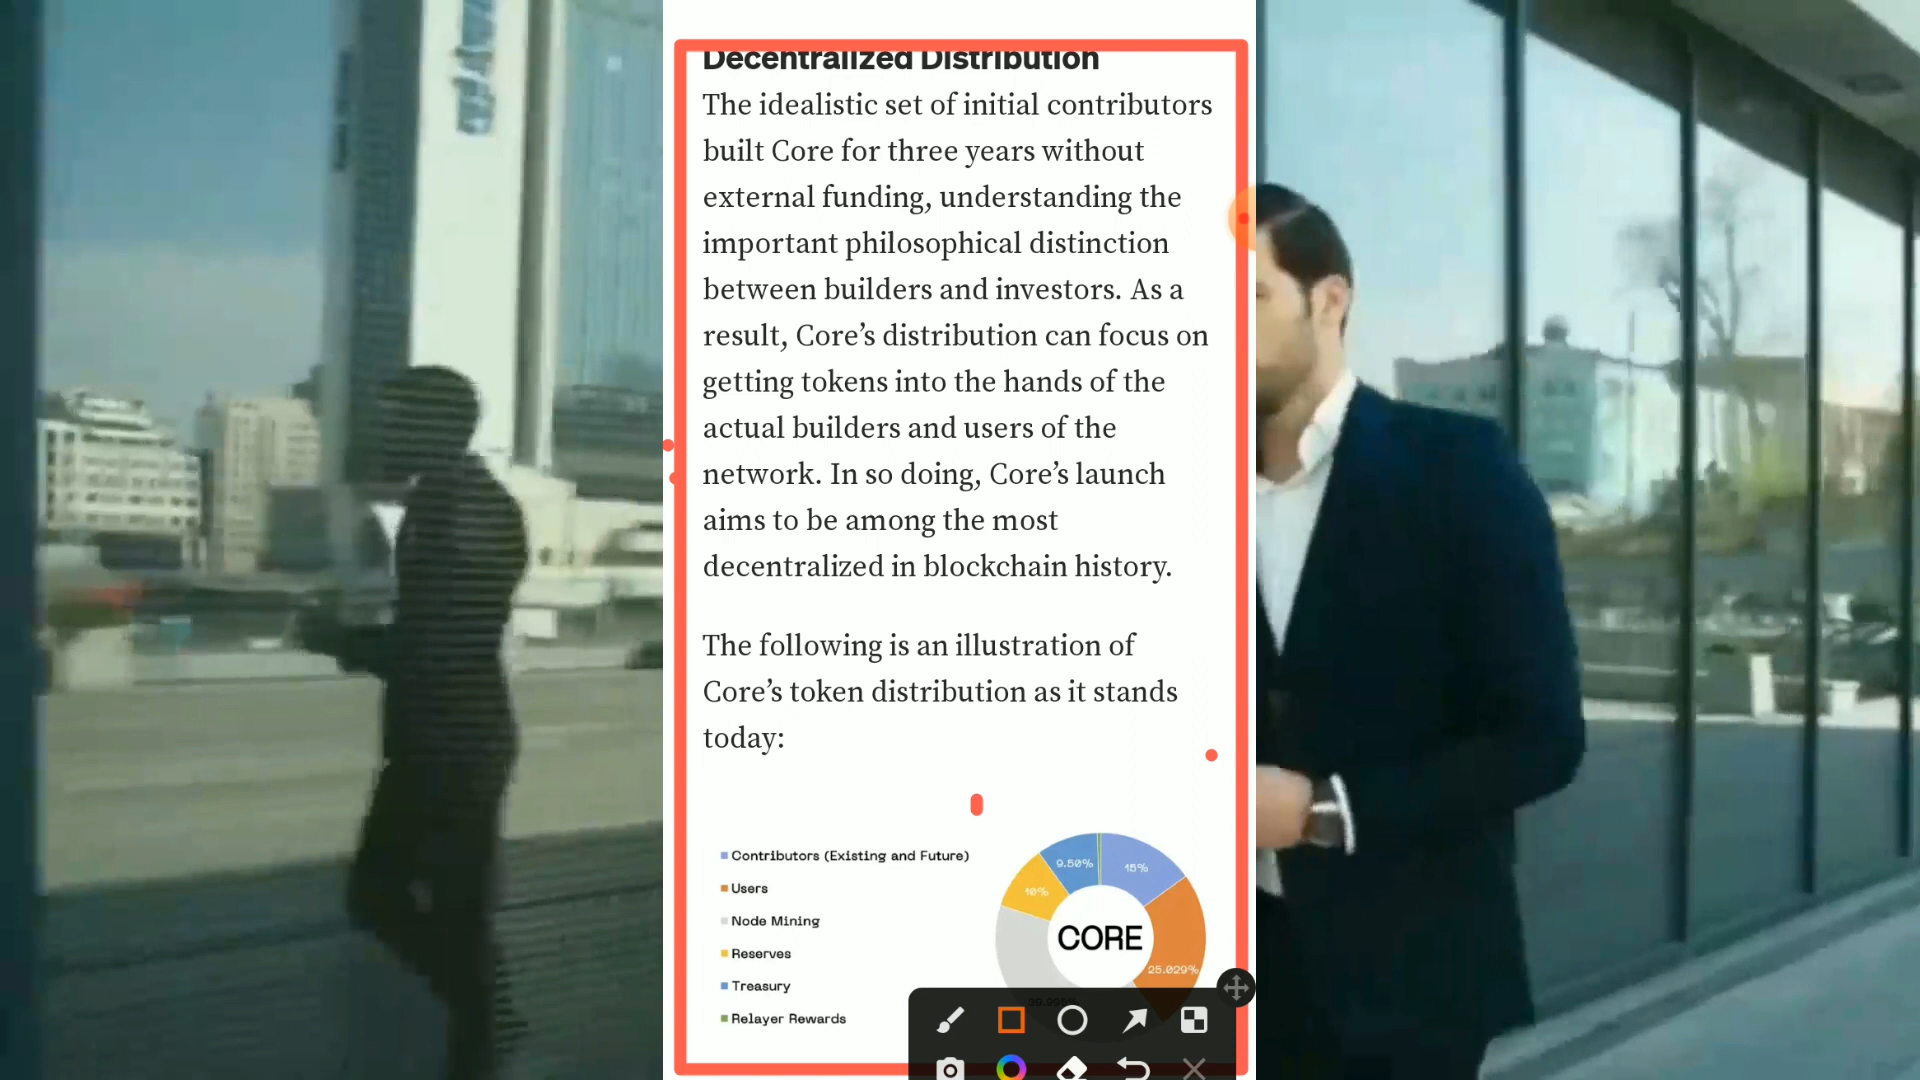 Decentralized Distribution
The idealistic set of initial contributors
built Core for three years without
external funding, understanding the
important philosophical distinction
between builders and investors. As a
result, Core’s distribution can focus on
getting tokens into the hands of the
actual builders and users of the
network. In so doing, Core’s launch
aims to be among the most
decentralized in blockchain history.
The following is an illustration of
Core’s token distribution as it stands
today:
Contributors (Existing and Future)
Users
Node Mining
Reserves
Treasury
Relayer Rewards
9.50%
15%
10%
CORE
25.029%